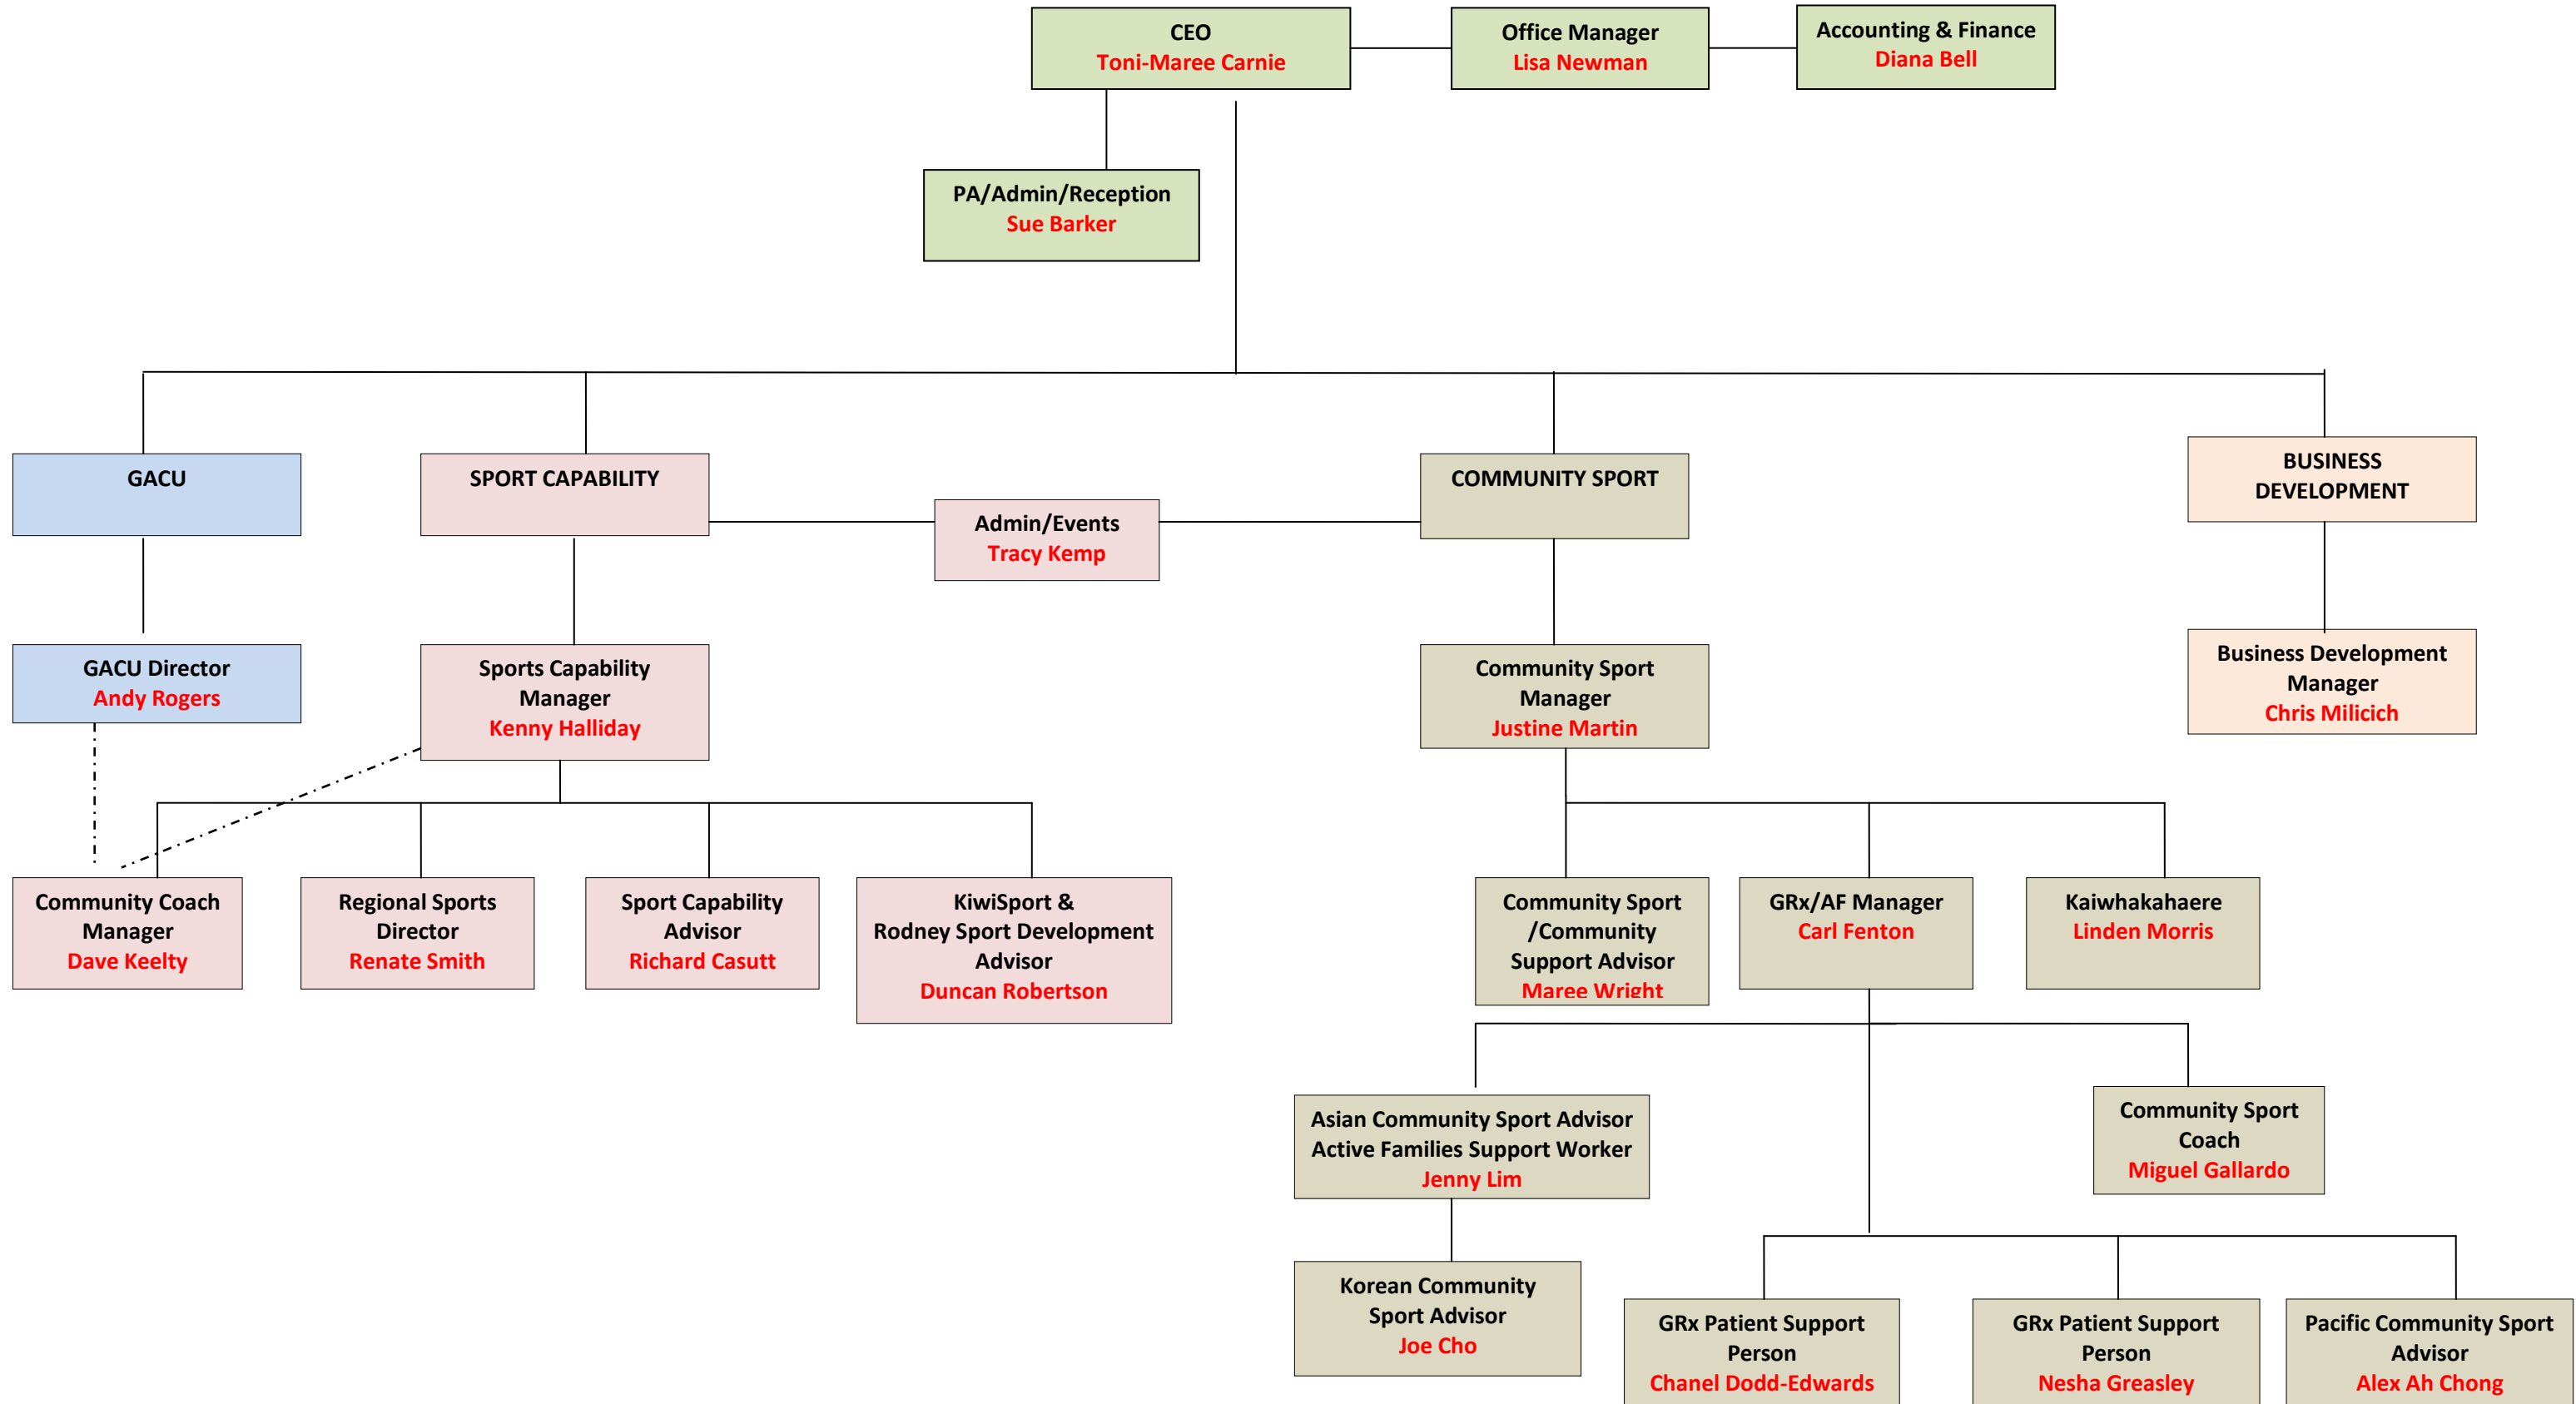 CEO
Toni-Maree Carnie
Office Manager
Lisa Newman
Accounting & Finance
Diana Bell
PA/Admin/Reception
Sue Barker
GACU
SPORT CAPABILITY
Admin/Events
Tracy Kemp
COMMUNITY SPORT
BUSINESS
DEVELOPMENT
GACU Director
Andy Rogers
Sports Capability
Manager
Kenny Halliday
Community Sport
Manager
Justine Martin
Business Development
Manager
Chris Milicich
Community Coach
Manager
Dave Keelty
Regional Sports
Director
Renate Smith
Sport Capability
Advisor
Richard Casutt
KiwiSport &
Rodney Sport Development
Advisor
Duncan Robertson
Community Sport
/Community
Support Advisor
Maree Wright
GRx/AF Manager
Carl Fenton
Kaiwhakahaere
Linden Morris
Asian Community Sport Advisor
Active Families Support Worker
Jenny Lim
Community Sport
Coach
Miguel Gallardo
Korean Community
Sport Advisor
Joe Cho
GRx Patient Support
Person
Chanel Dodd-Edwards
GRx Patient Support
Person
Nesha Greasley
Pacific Community Sport
Advisor
Alex Ah Chong